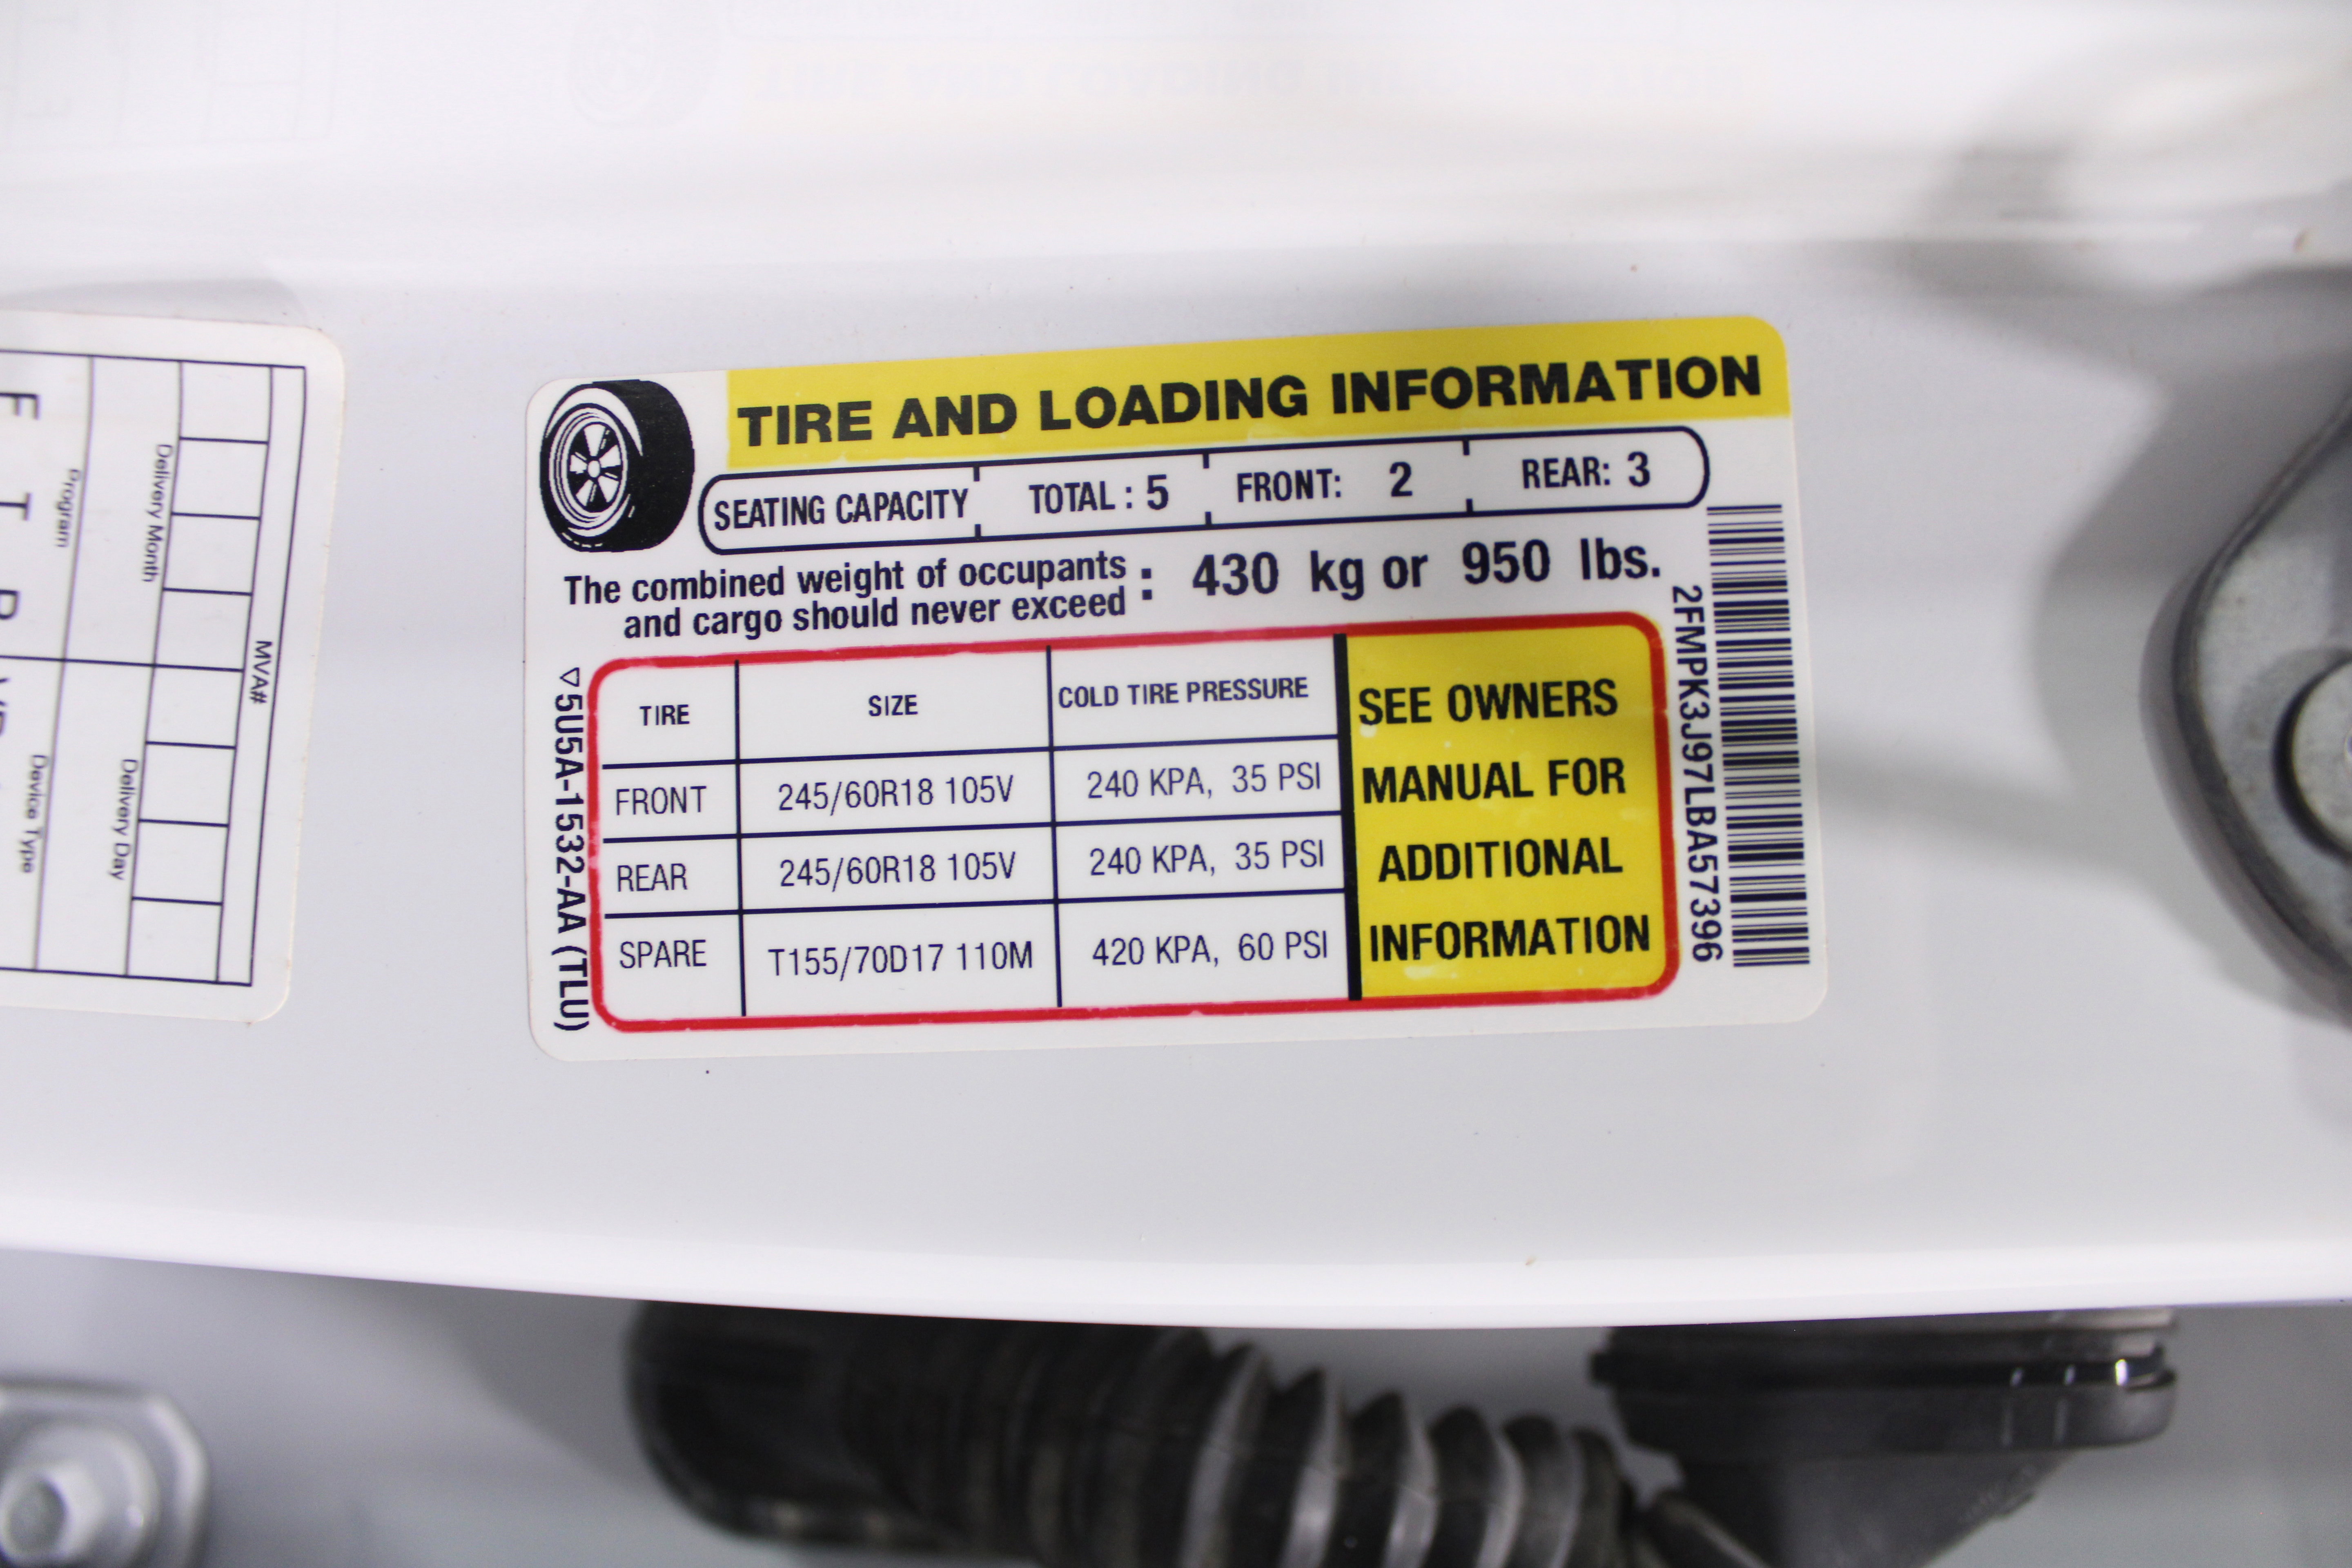 TIRE AND LOADING INFORMATION
SEATING CAPACITY TOTAL : 5 FRONT: 2 REAR: 3
The combined weight of occupants
and cargo should never exceed : 430 kg or 950 lbs.
TIRE SIZE COLD TIRE PRESSURE
FRONT 245/60R18 105V 240 KPA, 35 PSI
REAR 245/60R18 105V 240 KPA, 35 PSI
SPARE T155/70D17 110M 420 KPA, 60 PSI
SEE OWNERS
MANUAL FOR
ADDITIONAL
INFORMATION
5U5A-1532-AA (TLU)
2FMPK3J97LBA57396
MVA#
Delivery Month
Delivery Day
Program
Device Type